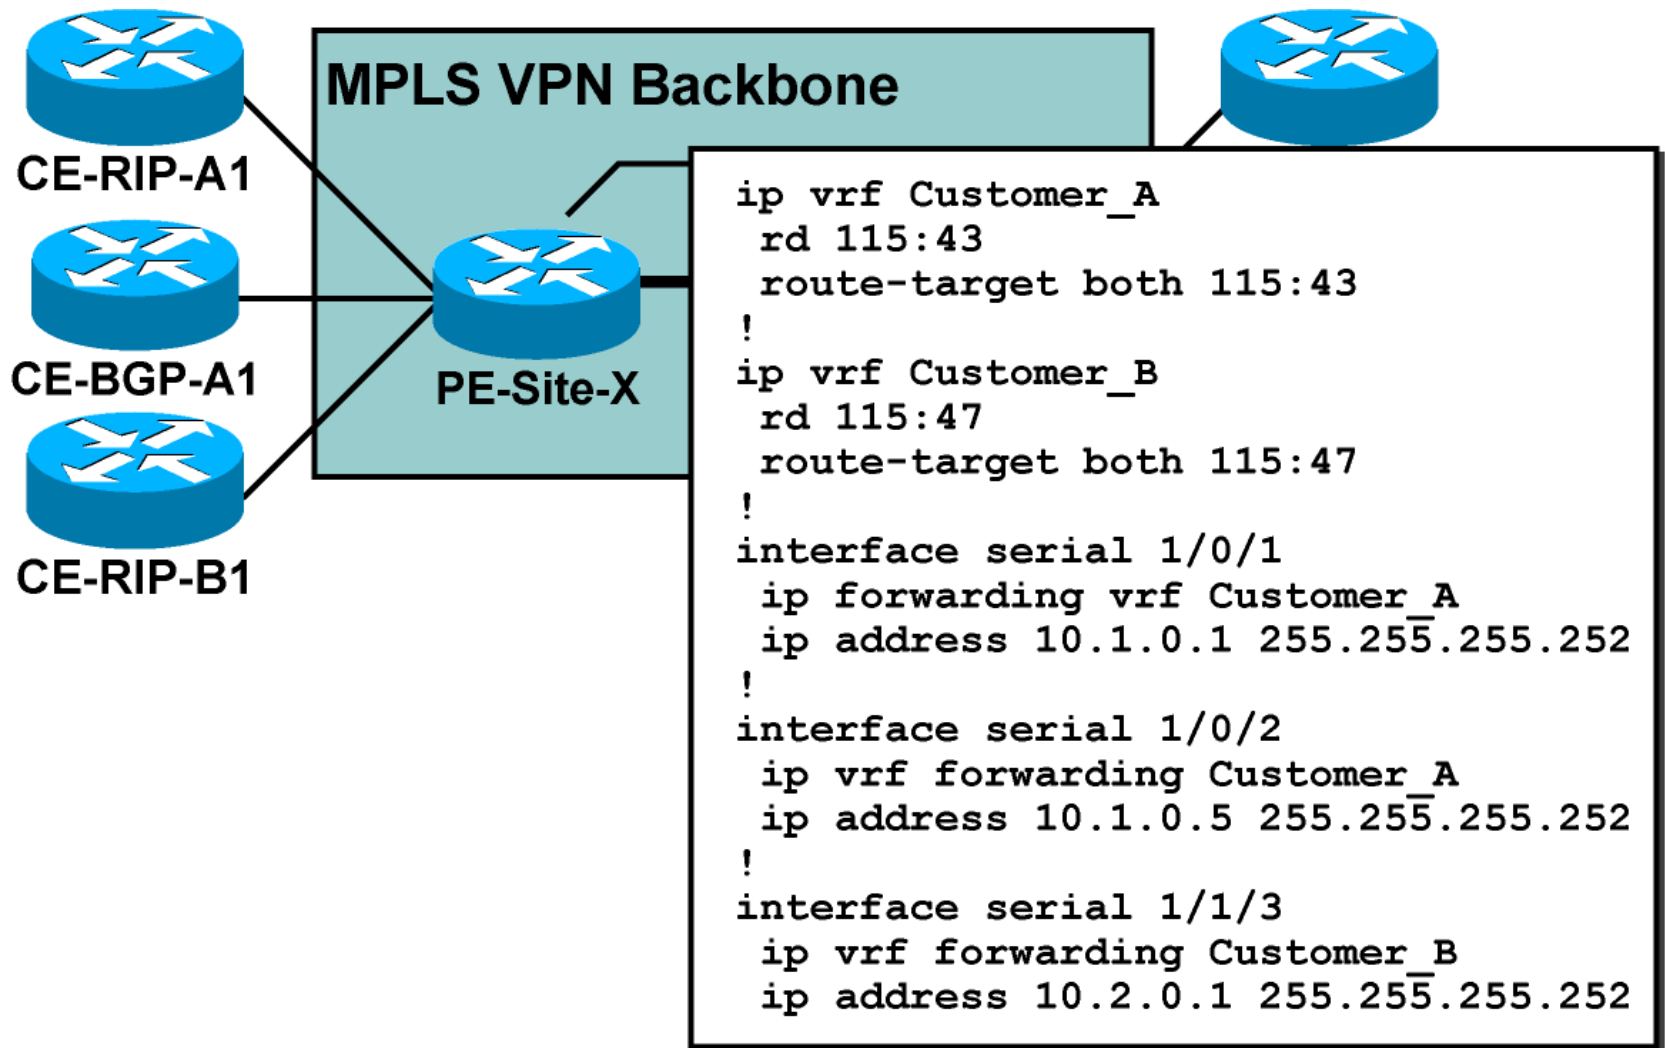 MPLS VPN Backbone
CE-RIP-A1
CE-BGP-A1
PE-Site-X
CE-RIP-B1
ip vrf Customer_A
 rd 115:43
 route-target both 115:43
!
ip vrf Customer_B
 rd 115:47
 route-target both 115:47
!
interface serial 1/0/1
 ip forwarding vrf Customer_A
 ip address 10.1.0.1 255.255.255.252
!
interface serial 1/0/2
 ip vrf forwarding Customer_A
 ip address 10.1.0.5 255.255.255.252
!
interface serial 1/1/3
 ip vrf forwarding Customer_B
 ip address 10.2.0.1 255.255.255.252